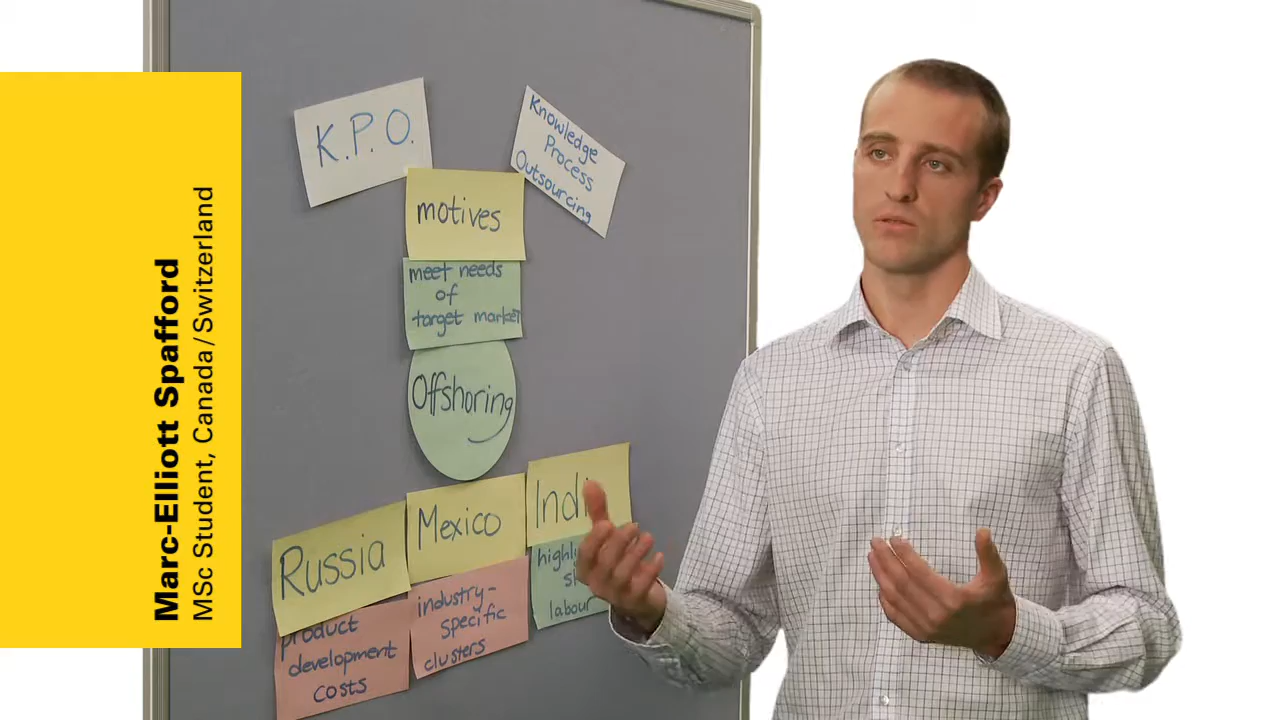 Marc-Elliott Spafford
MSc Student, Canada / Switzerland
K.P.O.
Knowledge
Process
Outsourcing
motives
meet needs
of
target market
Offshoring
Russia
product
development
costs
Mexico
industry-
specific
clusters
labour